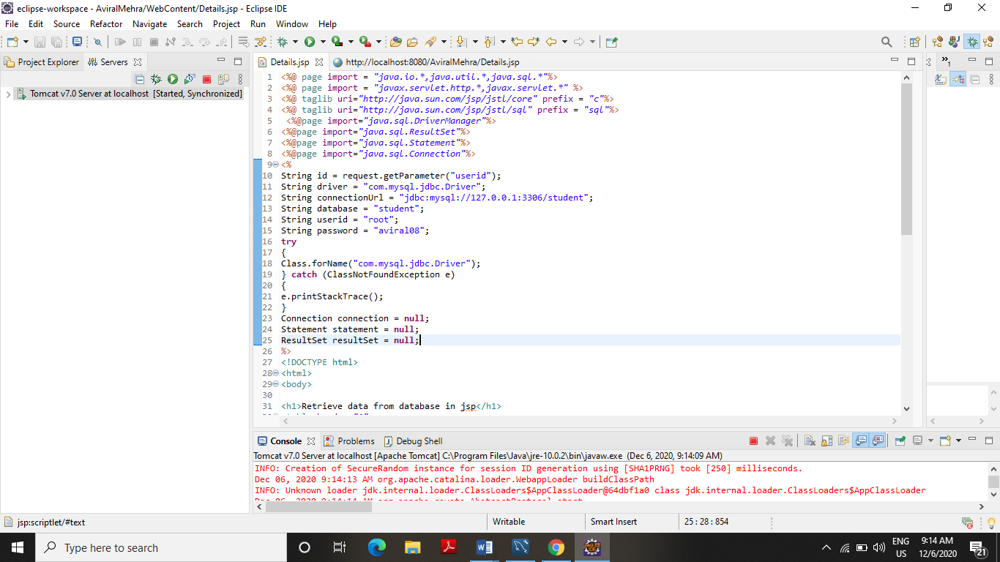 eclipse-workspace - AviralMehra/WebContent/Details.jsp - Eclipse IDE
File Edit Source Refactor Navigate Search Project Run Window Help
Project Explorer Servers
Tomcat v7.0 Server at localhost [Started, Synchronized]
Details.jsp http://localhost:8080/AviralMehra/Details.jsp
1 <%@ page import = "java.io.*,java.util.*,java.sql.*"%>
2 <%@ page import = "javax.servlet.http.*,javax.servlet.*" %>
3 <%@ taglib uri="http://java.sun.com/jsp/jstl/core" prefix = "c"%>
4 <%@ taglib uri="http://java.sun.com/jsp/jstl/sql" prefix = "sql"%>
5 <%@page import="java.sql.DriverManager"%>
6 <%@page import="java.sql.ResultSet"%>
7 <%@page import="java.sql.Statement"%>
8 <%@page import="java.sql.Connection"%>
9 <%
10 String id = request.getParameter("userid");
11 String driver = "com.mysql.jdbc.Driver";
12 String connectionUrl = "jdbc:mysql://127.0.0.1:3306/student";
13 String database = "student";
14 String userid = "root";
15 String password = "aviral08";
16 try
17 {
18 Class.forName("com.mysql.jdbc.Driver");
19 } catch (ClassNotFoundException e)
20 {
21 e.printStackTrace();
22 }
23 Connection connection = null;
24 Statement statement = null;
25 ResultSet resultSet = null;
26 %>
27 <!DOCTYPE html>
28 <html>
29 <body>
30
31 <h1>Retrieve data from database in jsp</h1>
Console Problems Debug Shell
Tomcat v7.0 Server at localhost [Apache Tomcat] C:\Program Files\Java\jre-10.0.2\bin\javaw.exe (Dec 6, 2020, 9:14:09 AM)
INFO: Creation of SecureRandom instance for session ID generation using [SHA1PRNG] took [250] milliseconds.
Dec 06, 2020 9:14:13 AM org.apache.catalina.loader.WebappLoader buildClassPath
INFO: Unknown loader jdk.internal.loader.ClassLoaders$AppClassLoader@64dbf1a0 class jdk.internal.loader.ClassLoaders$AppClassLoader
Dec 06, 2020 9:14:14 AM org.apache.coyote.AbstractProtocol start
jsp:scriptlet/#text Writable Smart Insert 25 : 28 : 854
Type here to search
ENG
US
9:14 AM
12/6/2020
21